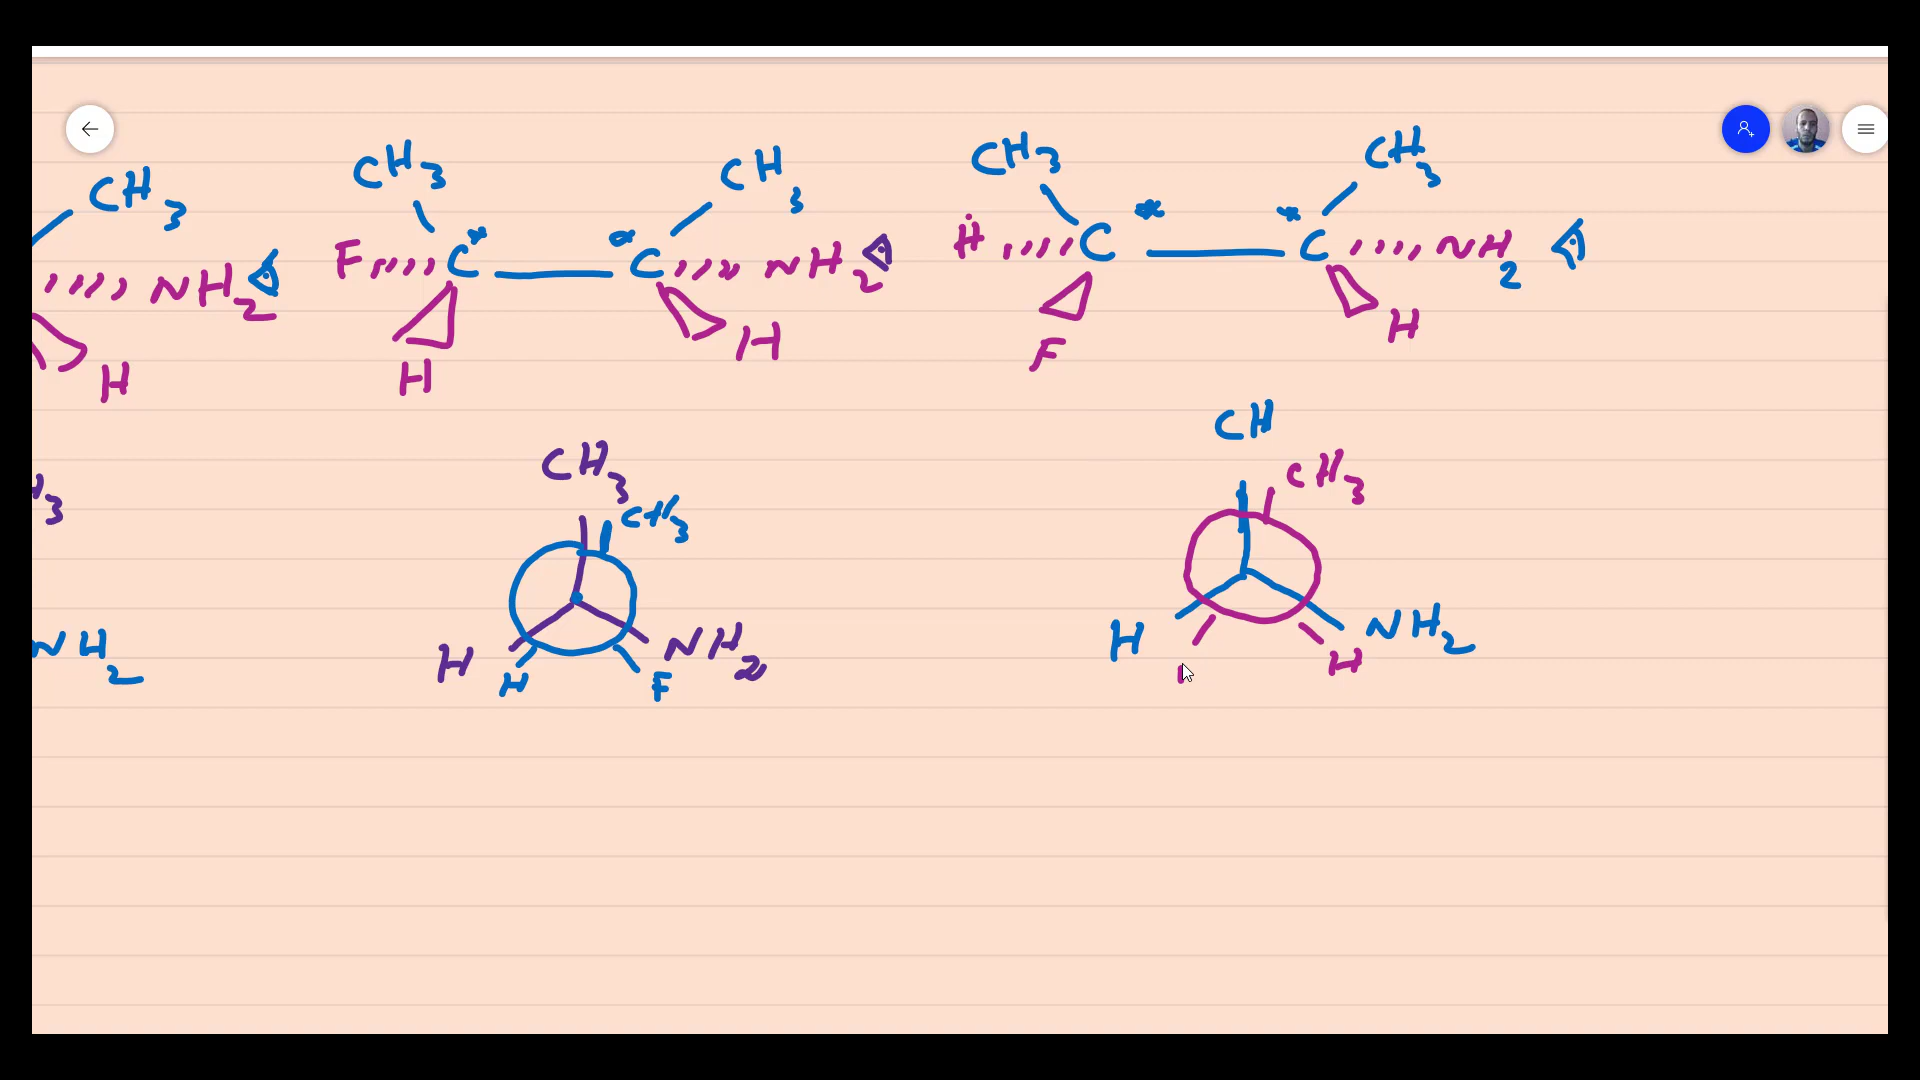 CH3 CH3 CH3 CH3 CH3
NH2 F C* *C NH2 H C* *C NH2
H H H F H
CH3 CH
H3 CH3 CH3
NH2 H NH2 H NH2
H F H